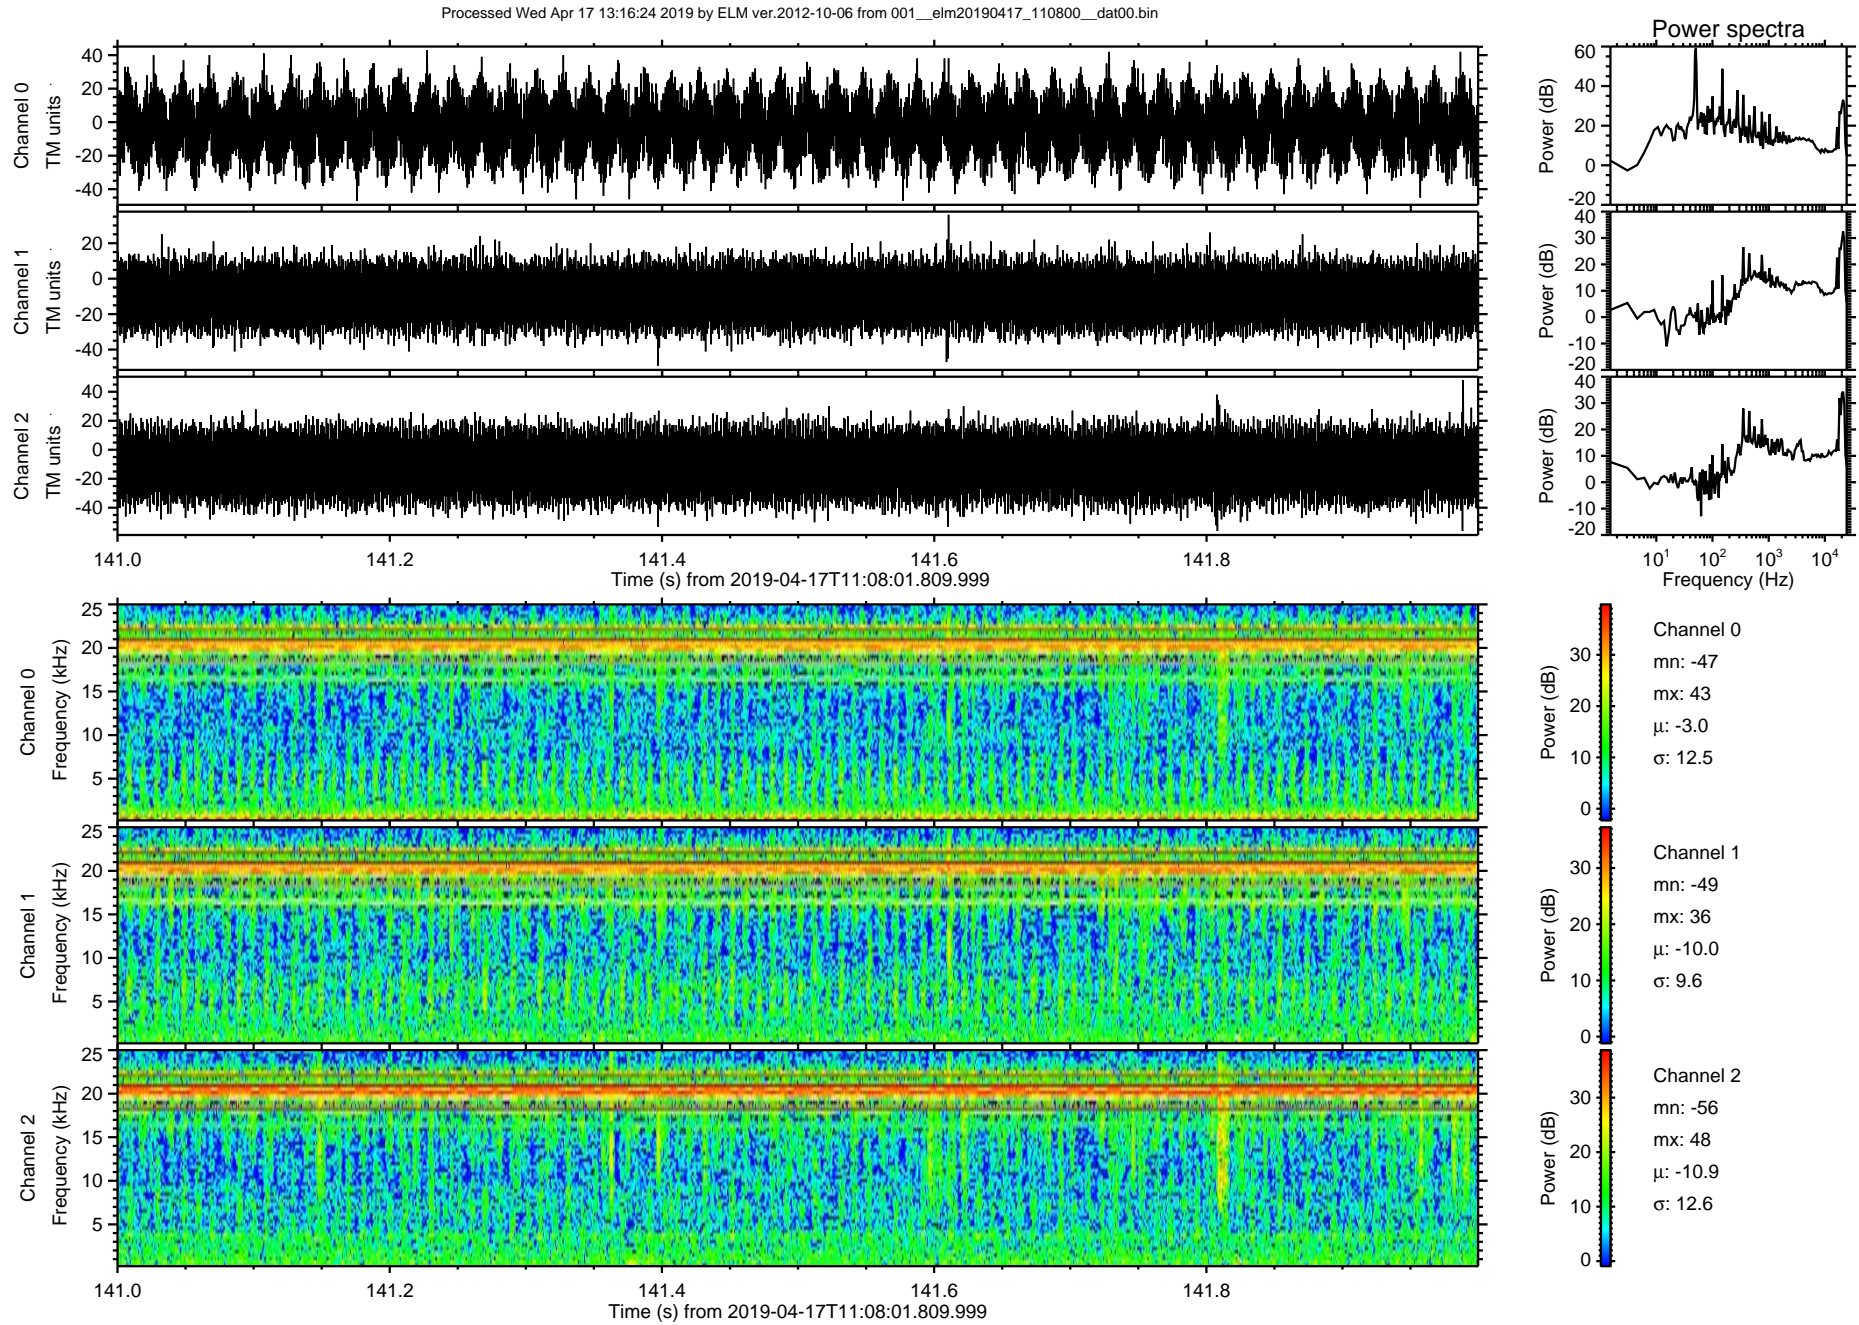 Processed Wed Apr 17 13:16:24 2019 by ELM ver.2012-10-06 from 001__elm20190417_110800__dat00.bin
Power spectra
Channel 0
TM units
40
20
0
-20
-40
Power (dB)
60
40
20
0
-20
Channel 1
TM units
20
0
-20
-40
Power (dB)
40
30
20
10
0
-10
-20
Channel 2
TM units
40
20
0
-20
-40
Power (dB)
40
30
20
10
0
-10
-20
141.0 141.2 141.4 141.6 141.8
Time (s) from 2019-04-17T11:08:01.809.999
10¹ 10² 10³ 10⁴
Frequency (Hz)
Channel 0
Frequency (kHz)
25
20
15
10
5
Power (dB)
30
20
10
0
Channel 0
mn: -47
mx: 43
μ: -3.0
σ: 12.5
Channel 1
Frequency (kHz)
25
20
15
10
5
Power (dB)
30
20
10
0
Channel 1
mn: -49
mx: 36
μ: -10.0
σ: 9.6
Channel 2
Frequency (kHz)
25
20
15
10
5
Power (dB)
30
20
10
0
Channel 2
mn: -56
mx: 48
μ: -10.9
σ: 12.6
141.0 141.2 141.4 141.6 141.8
Time (s) from 2019-04-17T11:08:01.809.999